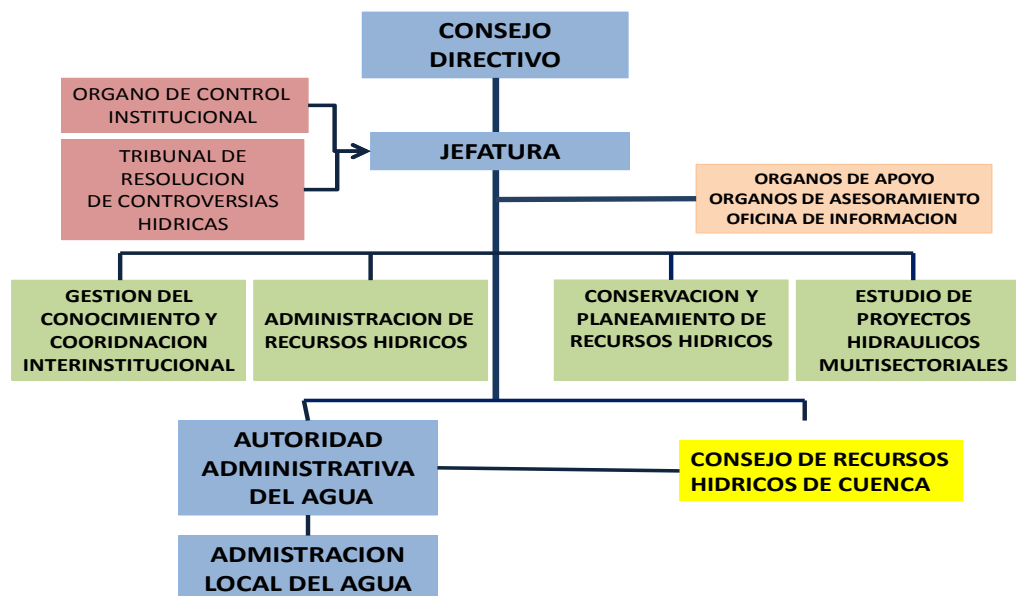 CONSEJO
DIRECTIVO
ORGANO DE CONTROL
INSTITUCIONAL
JEFATURA
TRIBUNAL DE
RESOLUCION
DE CONTROVERSIAS
HIDRICAS
ORGANOS DE APOYO
ORGANOS DE ASESORAMIENTO
OFICINA DE INFORMACION
GESTION DEL
CONOCIMIENTO Y
COORIDNACION
INTERINSTITUCIONAL
ADMINISTRACION DE
RECURSOS HIDRICOS
CONSERVACION Y
PLANEAMIENTO DE
RECURSOS HIDRICOS
ESTUDIO DE
PROYECTOS
HIDRAULICOS
MULTISECTORIALES
AUTORIDAD
ADMINISTRATIVA
DEL AGUA
CONSEJO DE RECURSOS
HIDRICOS DE CUENCA
ADMISTRACION
LOCAL DEL AGUA